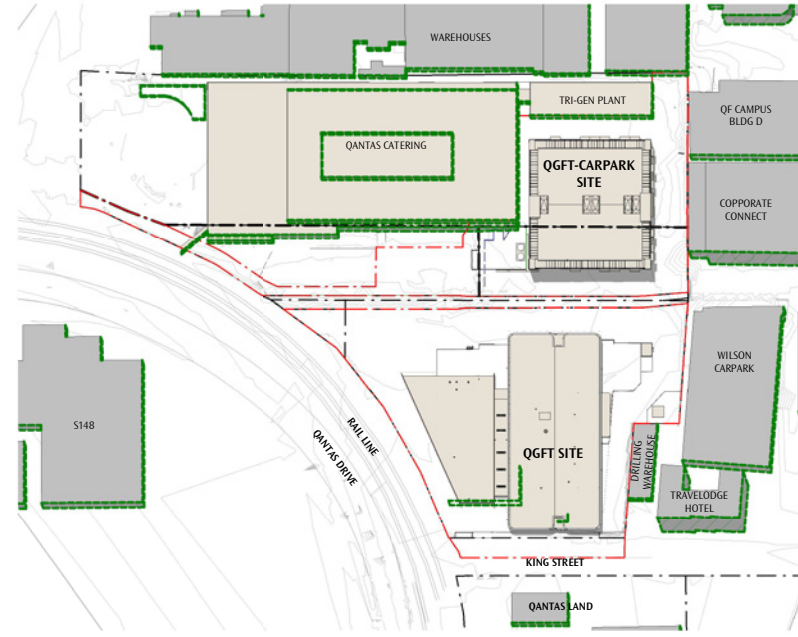 WAREHOUSES
TRI-GEN PLANT
QF CAMPUS
BLDG D
QANTAS CATERING
QGFT-CARPARK
SITE
COPPORATE
CONNECT
WILSON
CARPARK
S148
RAIL LINE
QANTAS DRIVE
QGFT SITE
DRILLING
WAREHOUSE
TRAVELODGE
HOTEL
KING STREET
QANTAS LAND